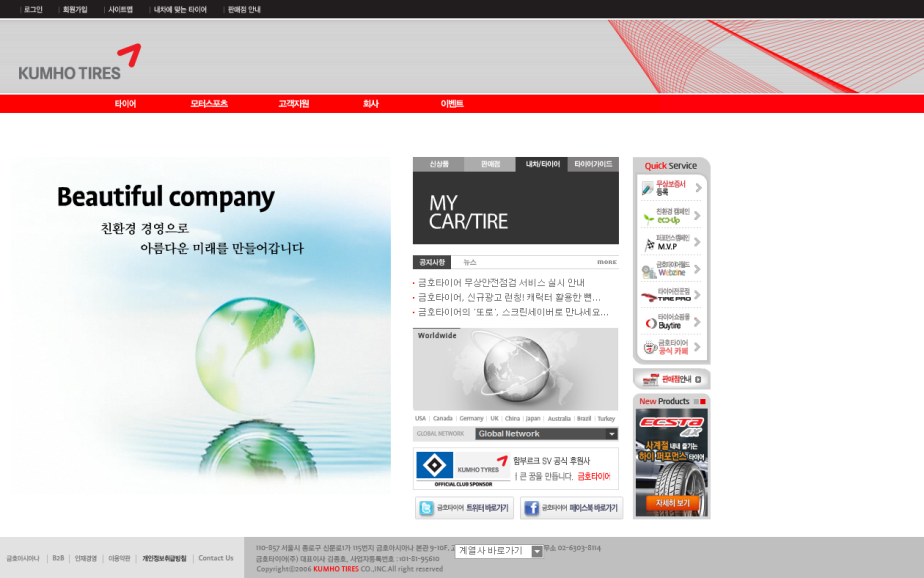 로그인 회원가입 사이트맵 내차에 맞는 타이어 판매점 안내
KUMHO TIRES
타이어 모터스포츠 고객지원 회사 이벤트
Beautiful company
친환경 경영으로
아름다운 미래를 만들어갑니다
신상품 판매점 내차/타이어 타이어가이드
MY
CAR/TIRE
공지사항 뉴스 MORE
금호타이어 무상안전점검 서비스 실시 안내
금호타이어, 신규광고 런칭! 캐릭터 활용한 뻔...
금호타이어의 '또로', 스크린세이버로 만나세요...
Worldwide
USA Canada Germany UK China Japan Australia Brazil Turkey
GLOBAL NETWORK Global Network
함부르크 SV 공식 후원사
KUMHO TYRES
큰 꿈을 만듭니다. 금호타이어
OFFICIAL CLUB SPONSOR
금호타이어 트위터 바로가기 금호타이어 페이스북 바로가기
Quick Service
무상보증서
등록
친환경 캠페인
eco-Up
퍼포먼스캠페인
M.V.P
금호타이어월드
Webzine
타이어전문점
TIRE PRO
타이어쇼핑몰
Buytire
금호타이어
공식 카페
판매점안내
New Products
ECSTA
4X
사계절 내내 즐기는
하이 퍼포먼스 타이어
자세히 보기
금호아시아나 B2B 인재경영 이용약관 개인정보취급방침 Contact Us
110-857 서울시 종로구 신문로1가 115번지 금호아시아나 본관 9-10F. 계열사 바로가기 무소 02-6303-8114
금호타이어(주) 대표이사 김종호, 사업자등록번호 : 101-81-95610
Copyright©2006 KUMHO TIRES CO.,INC.All right reserved